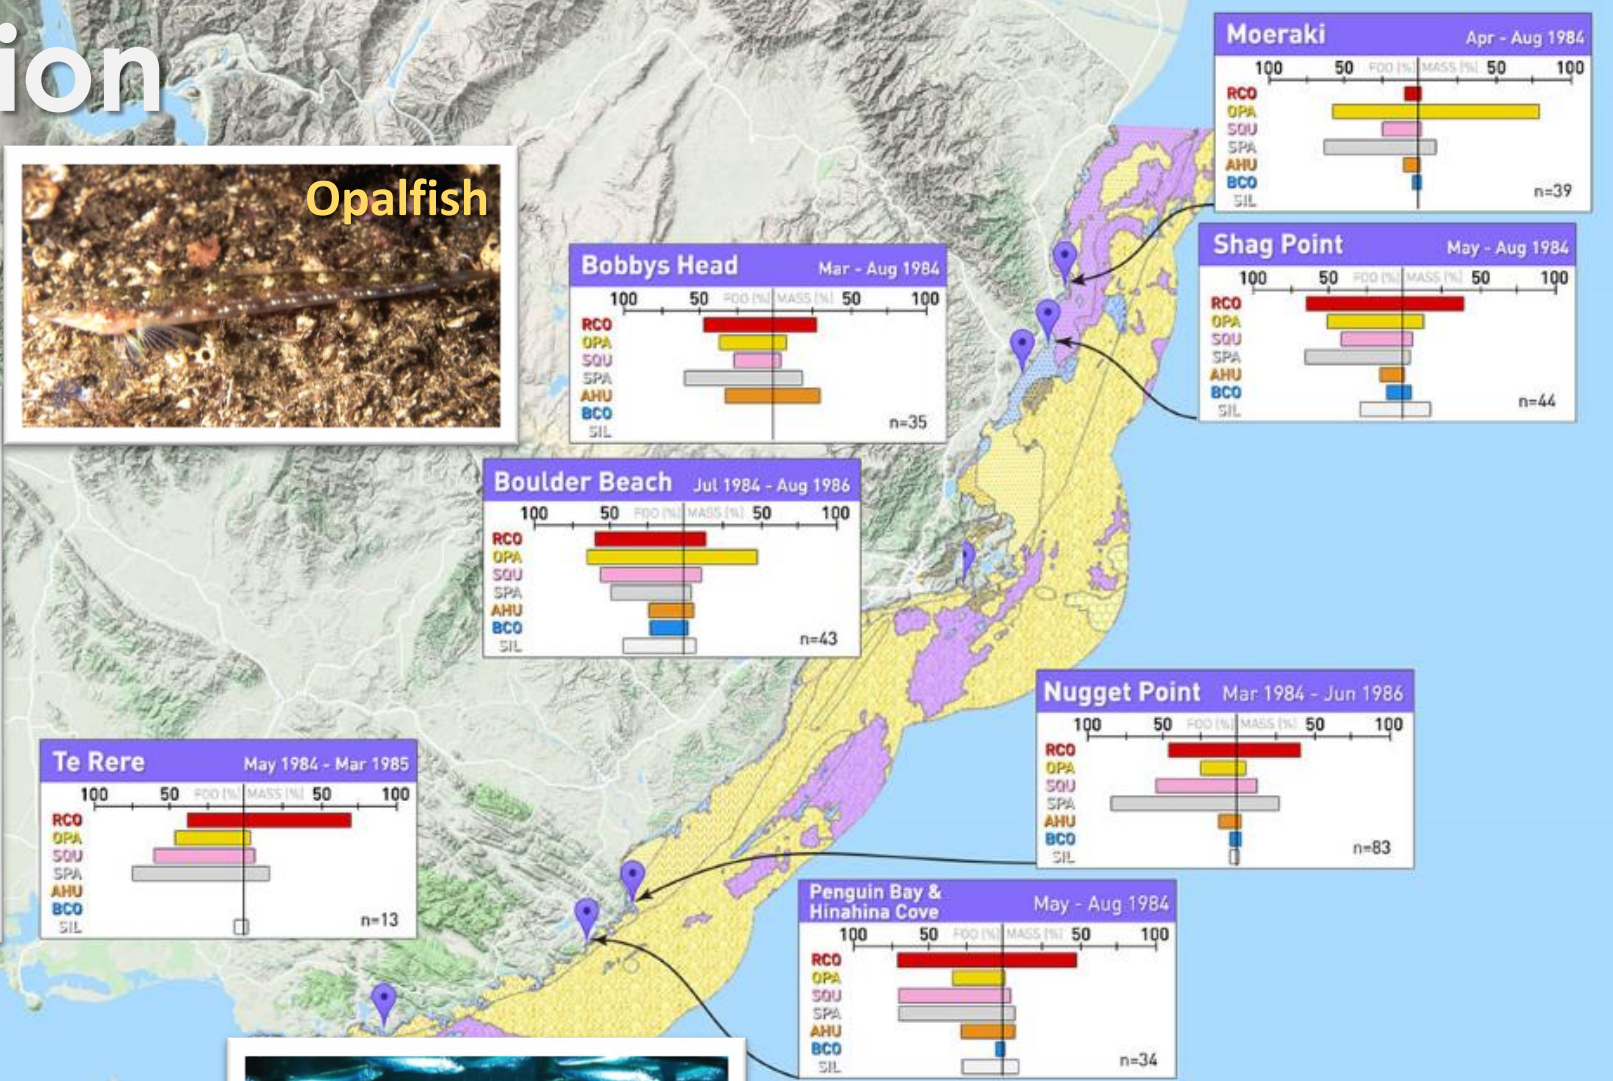 ion
Opalfish
Moeraki Apr - Aug 1984
100 50 FOO (%) MASS (%) 50 100
RCO
OPA
SQU
SPA
AHU
BCO
SIL
n=39
Shag Point May - Aug 1984
100 50 FOO (%) MASS (%) 50 100
RCO
OPA
SQU
SPA
AHU
BCO
SIL
n=44
Bobbys Head Mar - Aug 1984
100 50 FOO (%) MASS (%) 50 100
RCO
OPA
SQU
SPA
AHU
BCO
SIL
n=35
Boulder Beach Jul 1984 - Aug 1986
100 50 FOO (%) MASS (%) 50 100
RCO
OPA
SQU
SPA
AHU
BCO
SIL
n=43
Nugget Point Mar 1984 - Jun 1986
100 50 FOO (%) MASS (%) 50 100
RCO
OPA
SQU
SPA
AHU
BCO
SIL
n=83
Te Rere May 1984 - Mar 1985
100 50 FOO (%) MASS (%) 50 100
RCO
OPA
SQU
SPA
AHU
BCO
SIL
n=13
Penguin Bay &
Hinahina Cove May - Aug 1984
100 50 FOO (%) MASS (%) 50 100
RCO
OPA
SQU
SPA
AHU
BCO
SIL
n=34